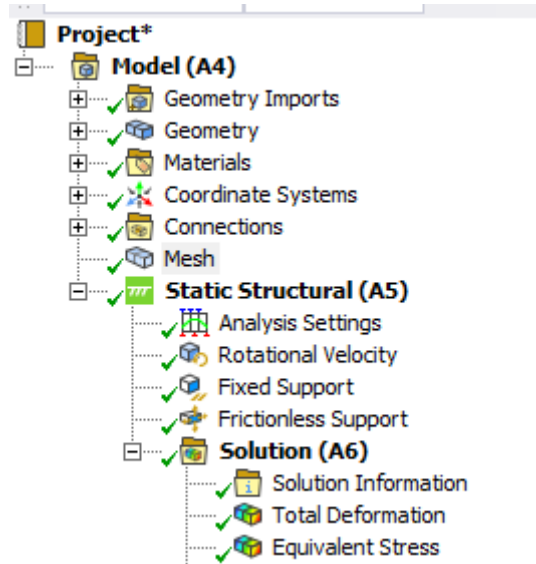 Project*
Model (A4)
Geometry Imports
Geometry
Materials
Coordinate Systems
Connections
Mesh
Static Structural (A5)
Analysis Settings
Rotational Velocity
Fixed Support
Frictionless Support
Solution (A6)
Solution Information
Total Deformation
Equivalent Stress